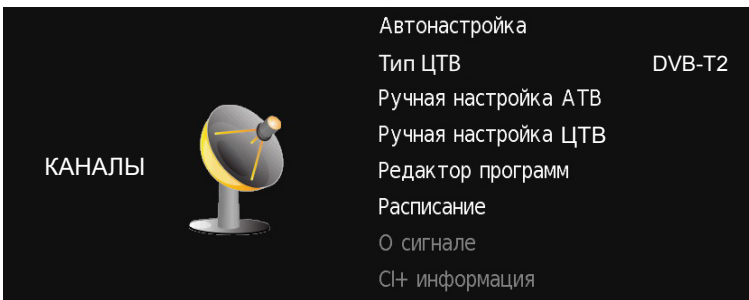 Автонастройка
Тип ЦТВ DVB-T2
Ручная настройка АТВ
Ручная настройка ЦТВ
КАНАЛЫ
Редактор программ
Расписание
О сигнале
CI+ информация